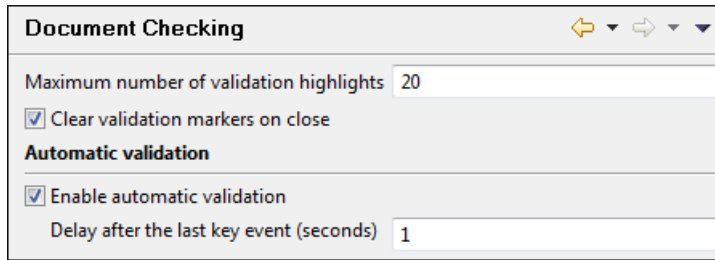 Document Checking
Maximum number of validation highlights 20
Clear validation markers on close
Automatic validation
Enable automatic validation
Delay after the last key event (seconds) 1